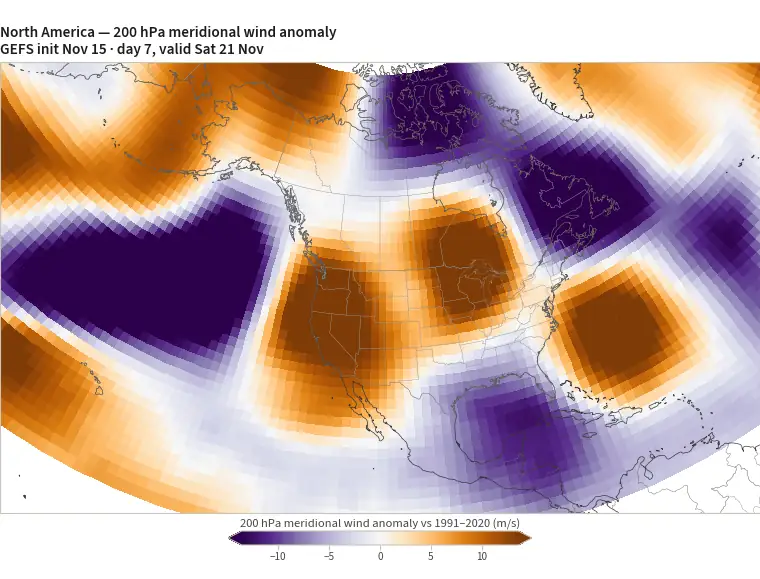 North America — 200 hPa meridional wind anomaly
GEFS init Nov 15 · day 7, valid Sat 21 Nov
200 hPa meridional wind anomaly vs 1991–2020 (m/s)
−10 −5 0 5 10